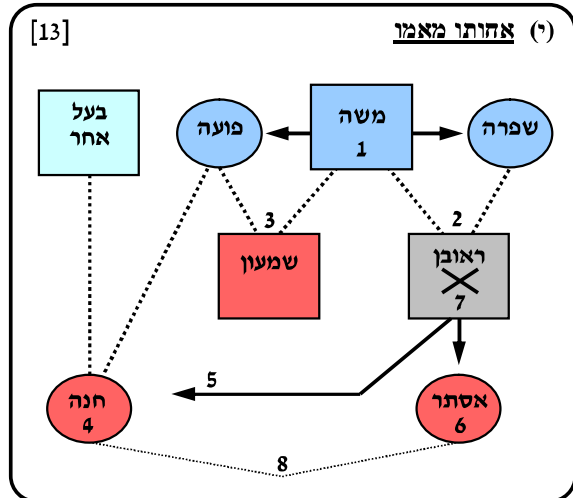 (י) אחותו מאמו [13]
בעל
אחר
פועה
משה
1
שפרה
3
2
שמעון
ראובן
7
5
חנה
4
אסתר
6
8